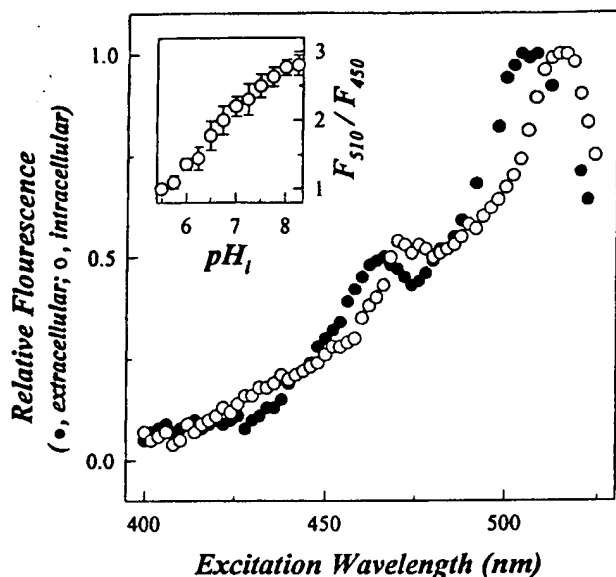 1.0
0.5
0.0
Relative Flourescence
(●, extracellular; ○, intracellular)
3
2
1
F510 / F450
6 7 8
pHi
400 450 500
Excitation Wavelength (nm)